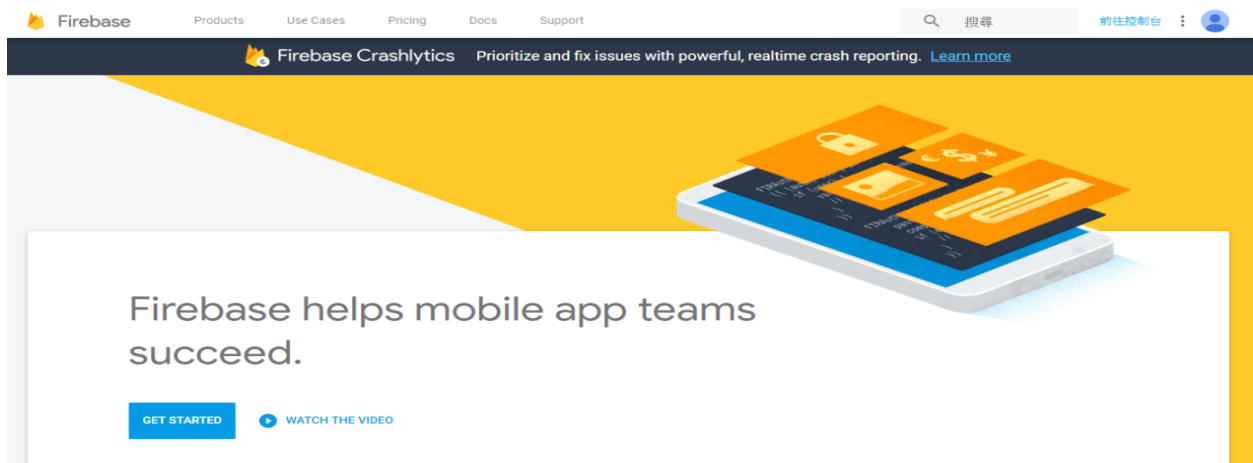 Firebase Products Use Cases Pricing Docs Support 搜尋 前往控制台
Firebase Crashlytics Prioritize and fix issues with powerful, realtime crash reporting. Learn more
Firebase helps mobile app teams
succeed.
GET STARTED WATCH THE VIDEO